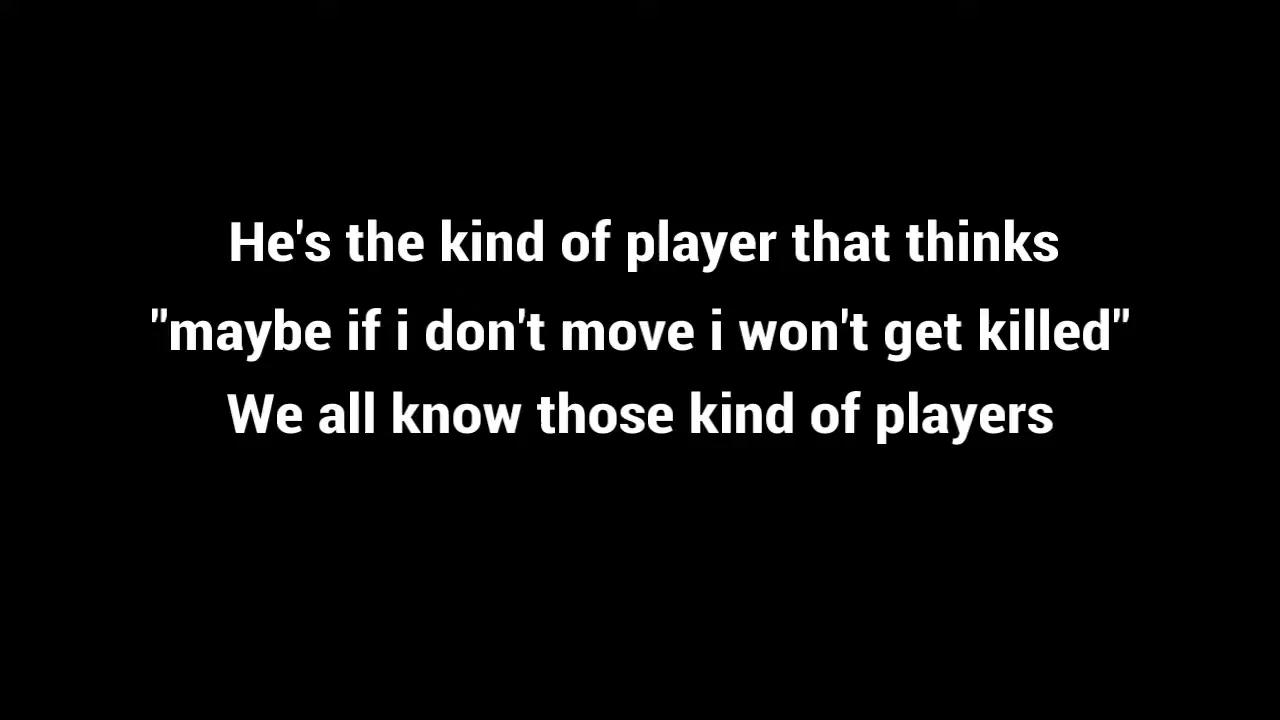 He's the kind of player that thinks
"maybe if i don't move i won't get killed"
We all know those kind of players